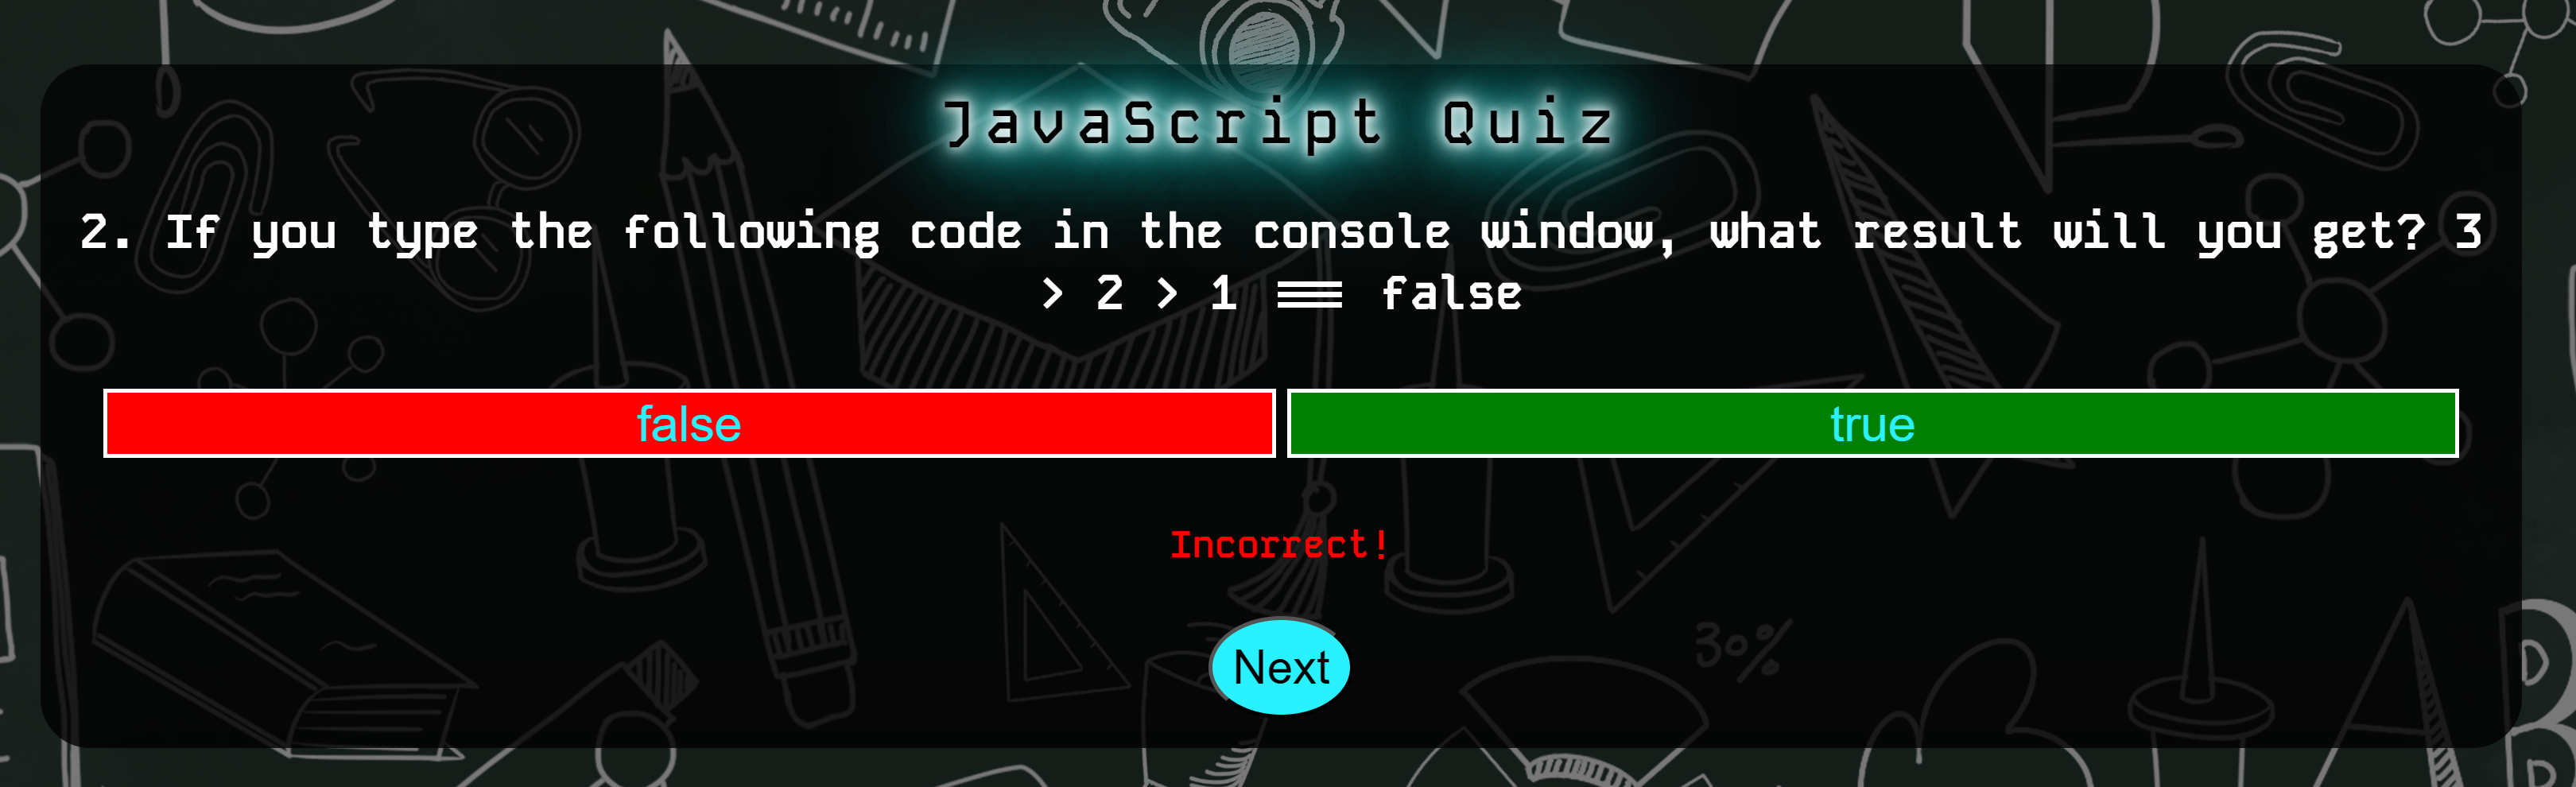 JavaScript Quiz
2. If you type the following code in the console window, what result will you get? 3
> 2 > 1 === false
false
true
Incorrect!
Next
30%
A
B